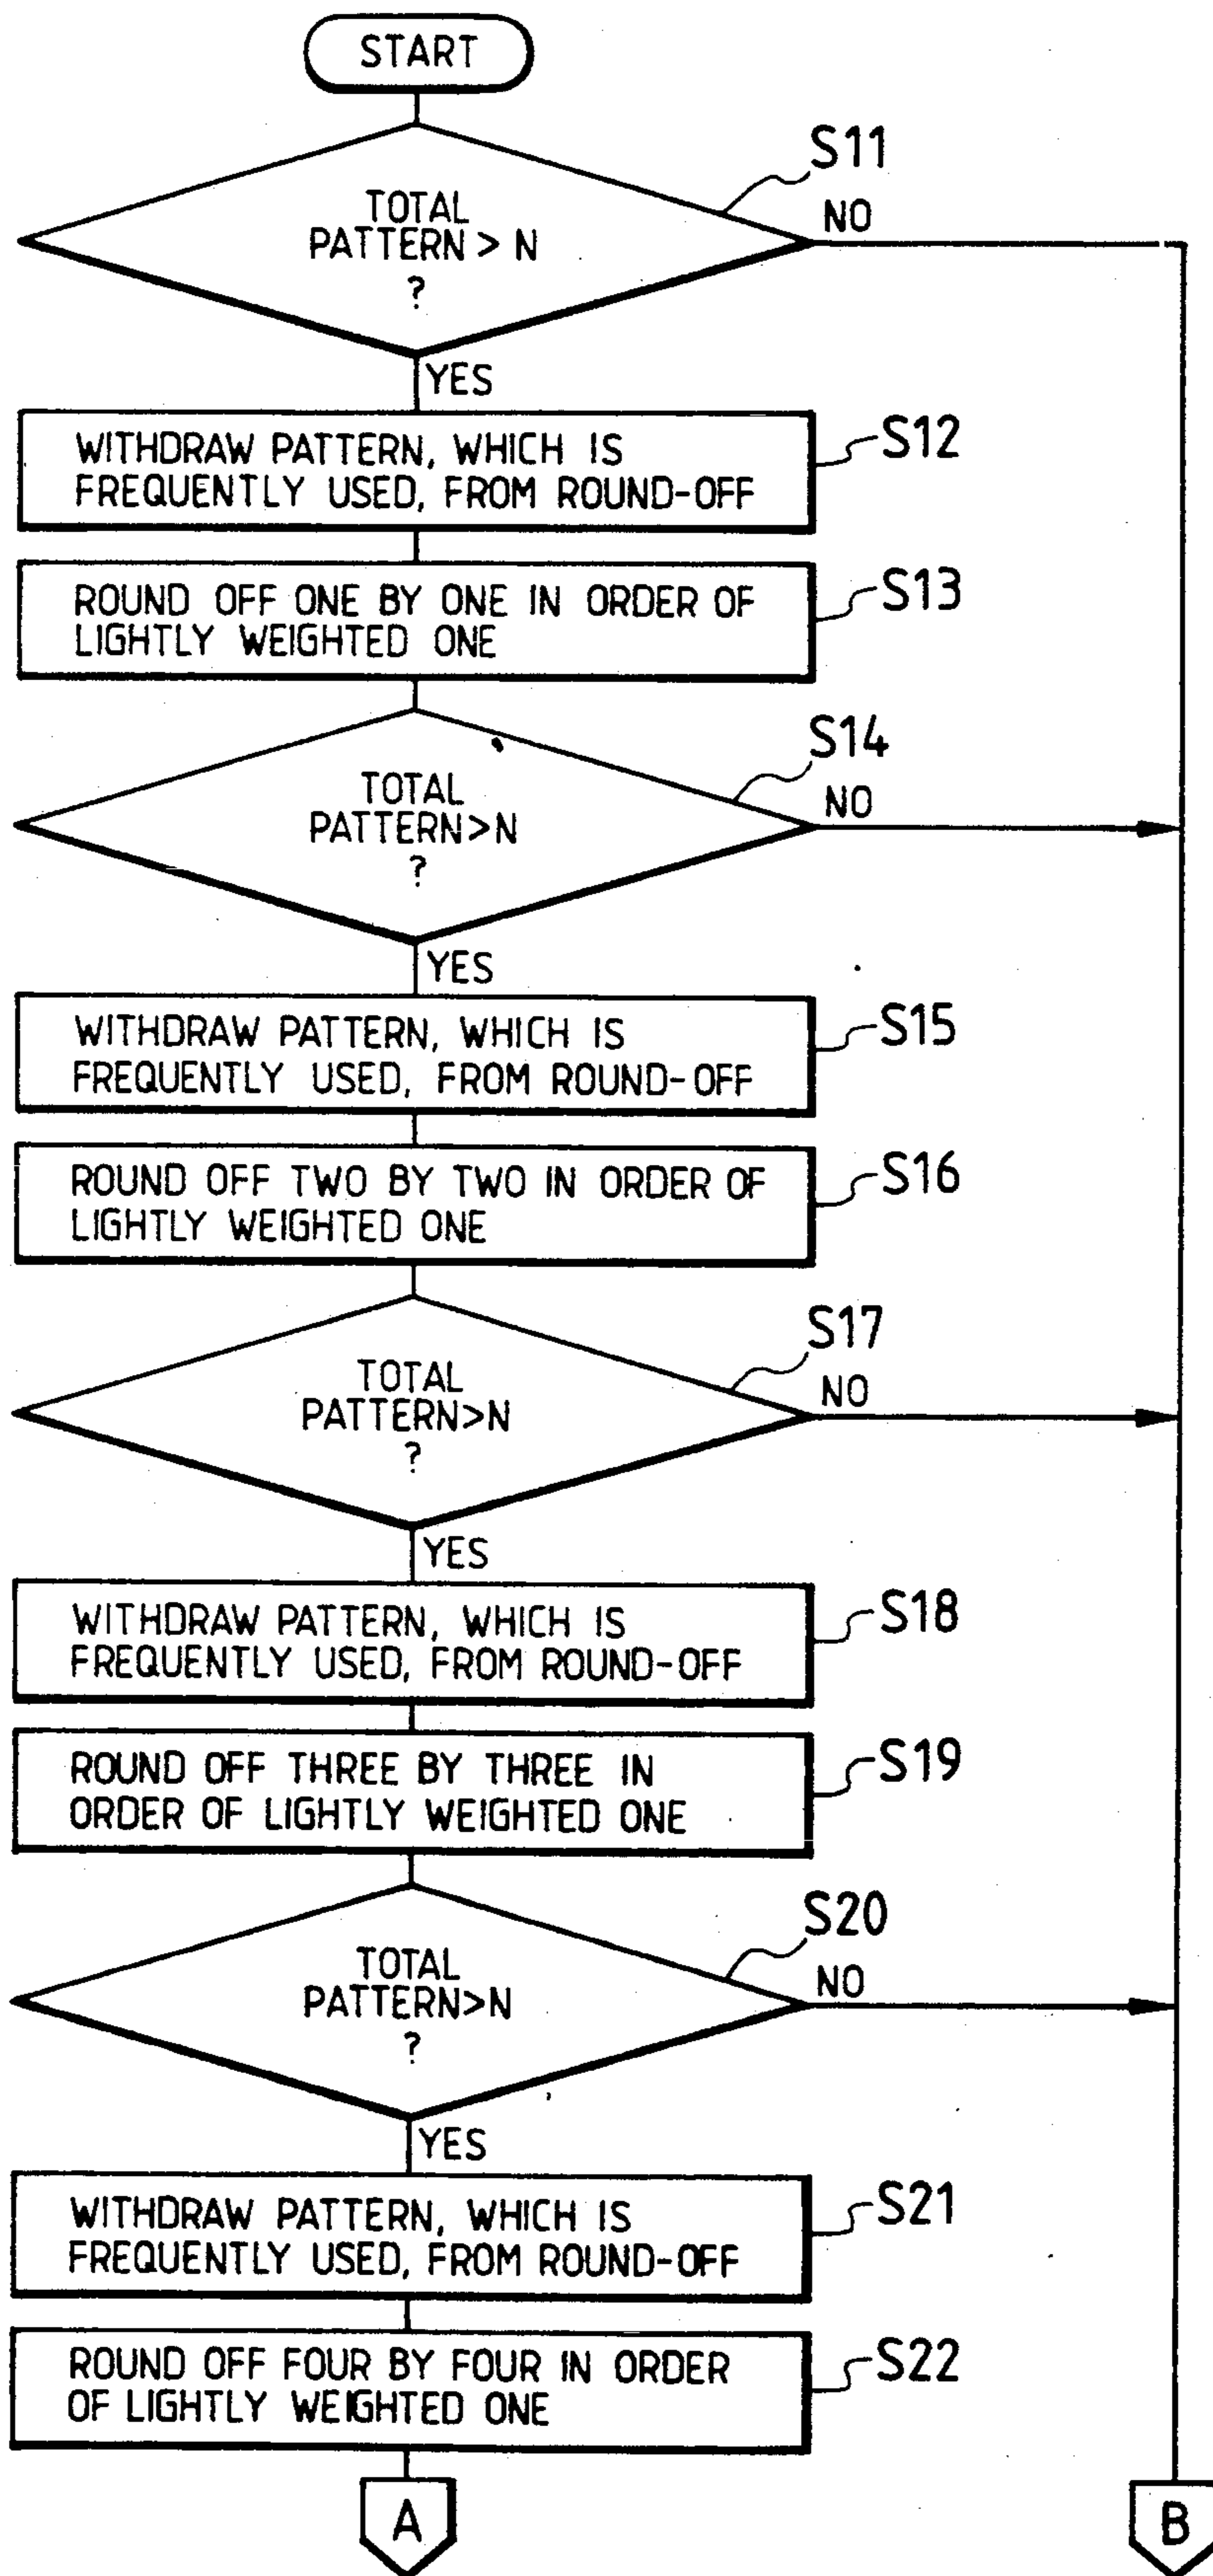 START
S11
TOTAL
PATTERN > N
?
NO
YES
WITHDRAW PATTERN, WHICH IS
FREQUENTLY USED, FROM ROUND-OFF
S12
ROUND OFF ONE BY ONE IN ORDER OF
LIGHTLY WEIGHTED ONE
S13
S14
TOTAL
PATTERN>N
?
NO
YES
WITHDRAW PATTERN, WHICH IS
FREQUENTLY USED, FROM ROUND-OFF
S15
ROUND OFF TWO BY TWO IN ORDER OF
LIGHTLY WEIGHTED ONE
S16
S17
TOTAL
PATTERN>N
?
NO
YES
WITHDRAW PATTERN, WHICH IS
FREQUENTLY USED, FROM ROUND-OFF
S18
ROUND OFF THREE BY THREE IN
ORDER OF LIGHTLY WEIGHTED ONE
S19
S20
TOTAL
PATTERN>N
?
NO
YES
WITHDRAW PATTERN, WHICH IS
FREQUENTLY USED, FROM ROUND-OFF
S21
ROUND OFF FOUR BY FOUR IN ORDER
OF LIGHTLY WEIGHTED ONE
S22
A
B